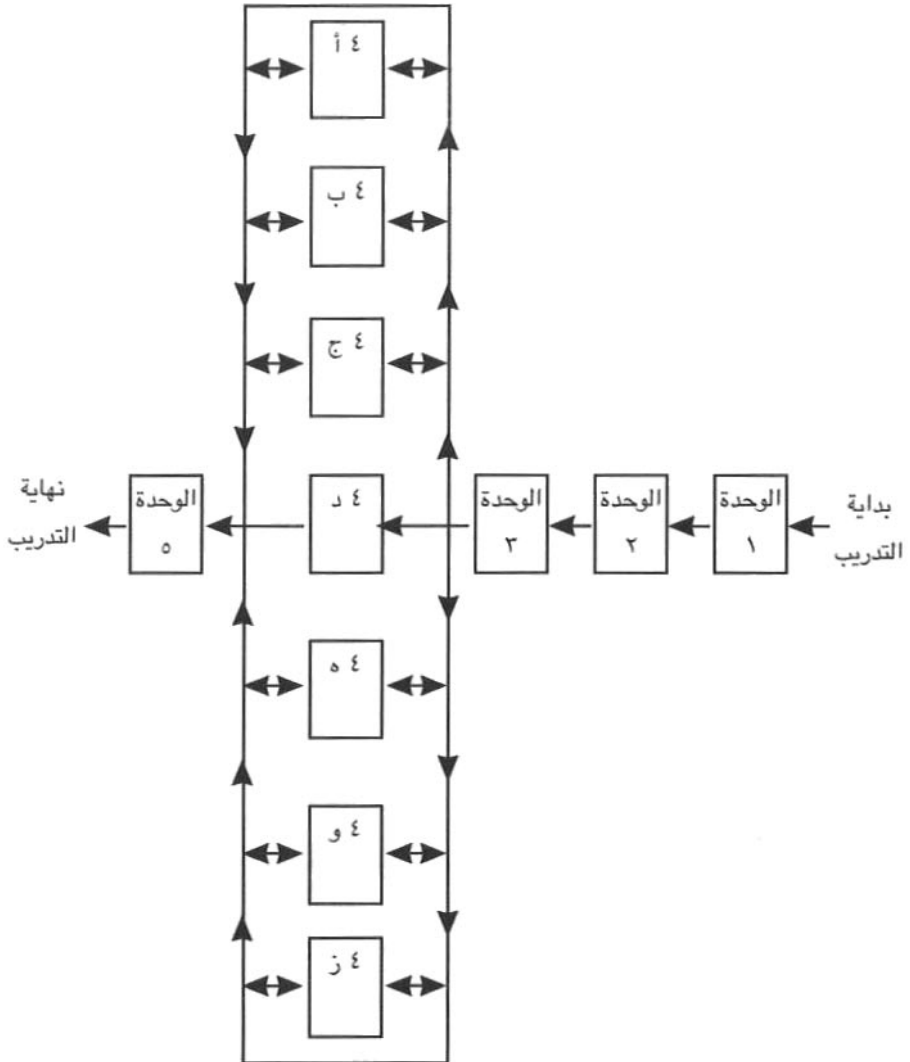 ٤ أ
٤ ب
٤ ج
بداية
التدريب
الوحدة
١
الوحدة
٢
الوحدة
٣
٤ د
الوحدة
٥
نهاية
التدريب
٤ ه
٤ و
٤ ز